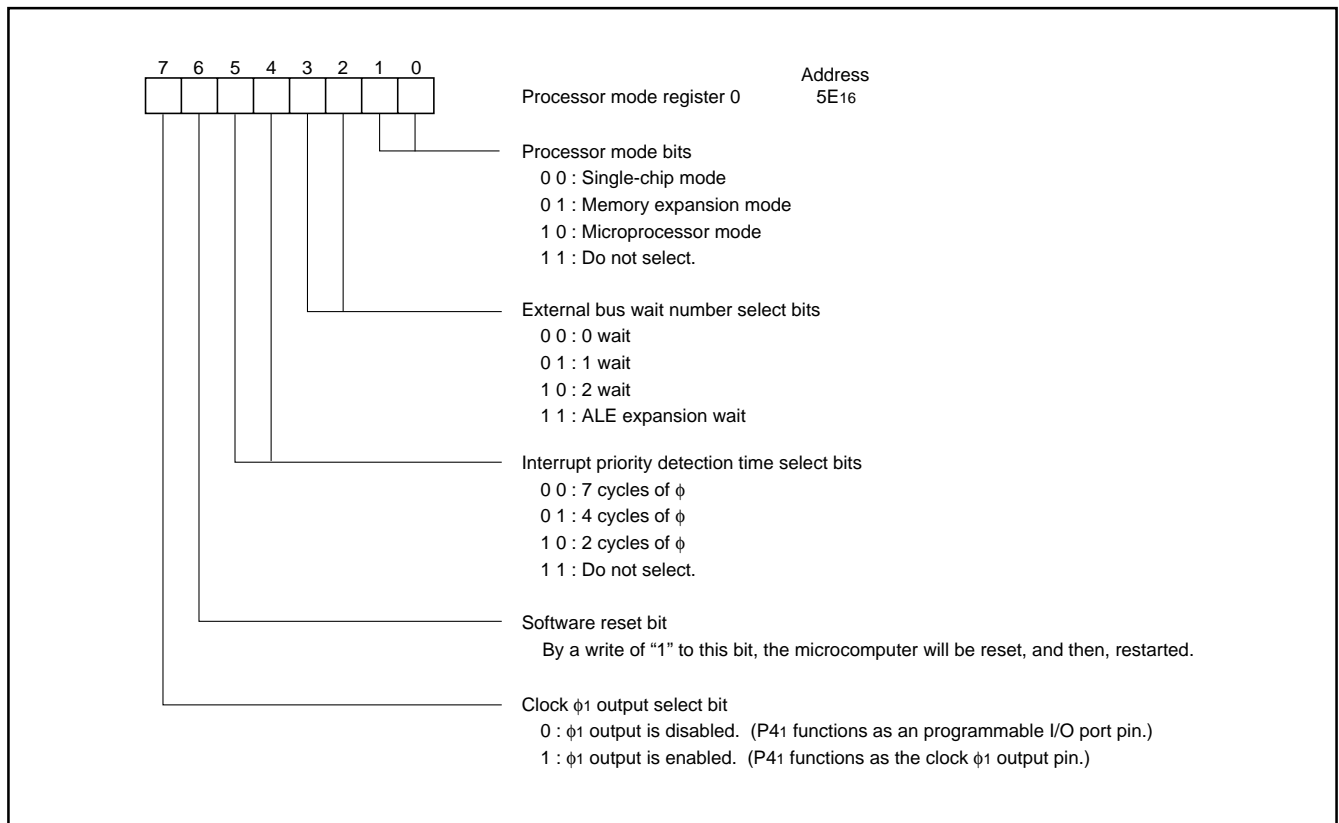 7 6 5 4 3 2 1 0
Address
Processor mode register 0 5E16
Processor mode bits
0 0 : Single-chip mode
0 1 : Memory expansion mode
1 0 : Microprocessor mode
1 1 : Do not select.
External bus wait number select bits
0 0 : 0 wait
0 1 : 1 wait
1 0 : 2 wait
1 1 : ALE expansion wait
Interrupt priority detection time select bits
0 0 : 7 cycles of ϕ
0 1 : 4 cycles of ϕ
1 0 : 2 cycles of ϕ
1 1 : Do not select.
Software reset bit
By a write of “1” to this bit, the microcomputer will be reset, and then, restarted.
Clock ϕ1 output select bit
0 : ϕ1 output is disabled. (P41 functions as an programmable I/O port pin.)
1 : ϕ1 output is enabled. (P41 functions as the clock ϕ1 output pin.)